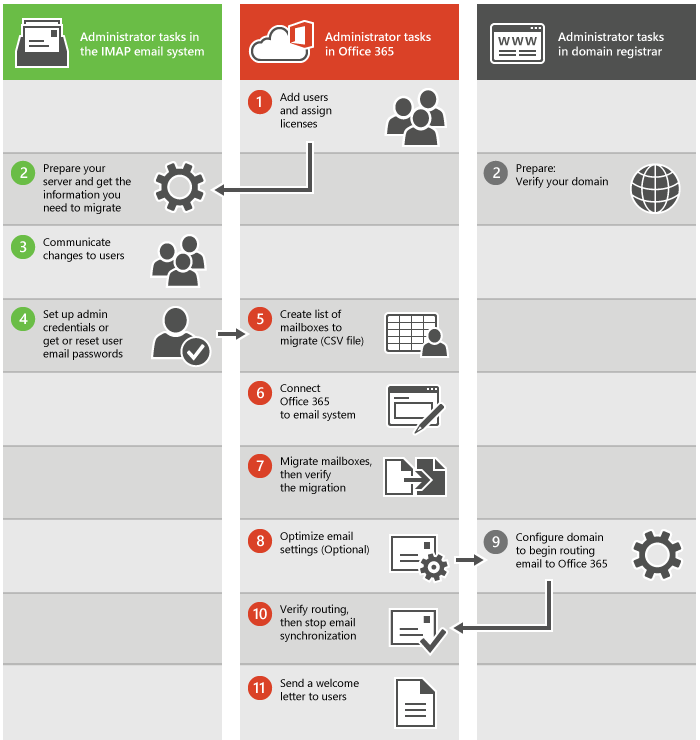 Administrator tasks in
the IMAP email system
Administrator tasks
in Office 365
WWW
Administrator tasks
in domain registrar
1
Add users
and assign
licenses
2
Prepare your
server and get the
information you
need to migrate
2
Prepare:
Verify your domain
3
Communicate
changes to users
4
Set up admin
credentials or
get or reset user
email passwords
5
Create list of
mailboxes to
migrate (CSV file)
6
Connect
Office 365
to email system
7
Migrate mailboxes,
then verify
the migration
8
Optimize email
settings (Optional)
9
Configure domain
to begin routing
email to Office 365
10
Verify routing,
then stop email
synchronization
11
Send a welcome
letter to users